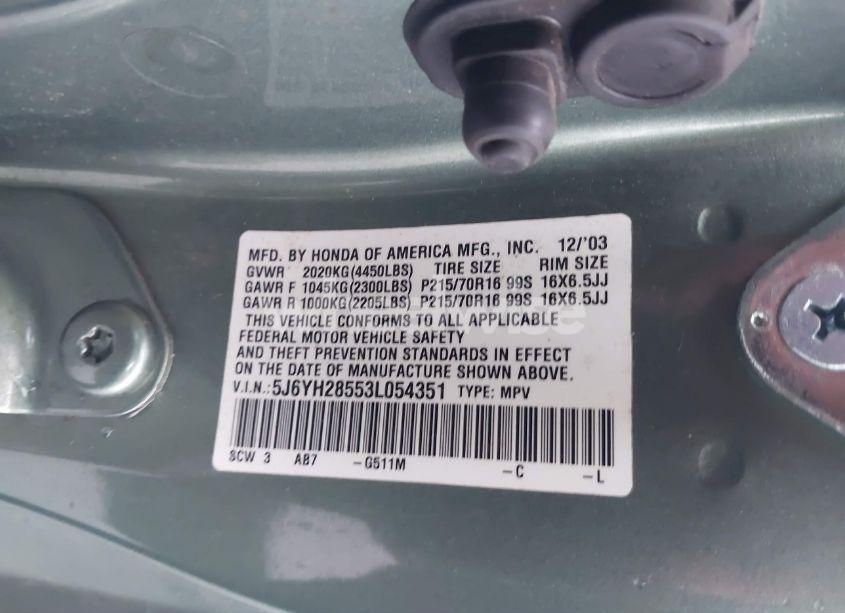 MFD. BY HONDA OF AMERICA MFG., INC. 12/'03
GVWR 2020KG(4450LBS) TIRE SIZE RIM SIZE
GAWR F 1045KG(2300LBS) P215/70R16 99S 16X6.5JJ
GAWR R 1000KG(2205LBS) P215/70R16 99S 16X6.5JJ
THIS VEHICLE CONFORMS TO ALL APPLICABLE
FEDERAL MOTOR VEHICLE SAFETY
AND THEFT PREVENTION STANDARDS IN EFFECT
ON THE DATE OF MANUFACTURE SHOWN ABOVE.
V.I.N.: 5J6YH28553L054351 TYPE: MPV
SCW 3 AB7 -G511M -C -L